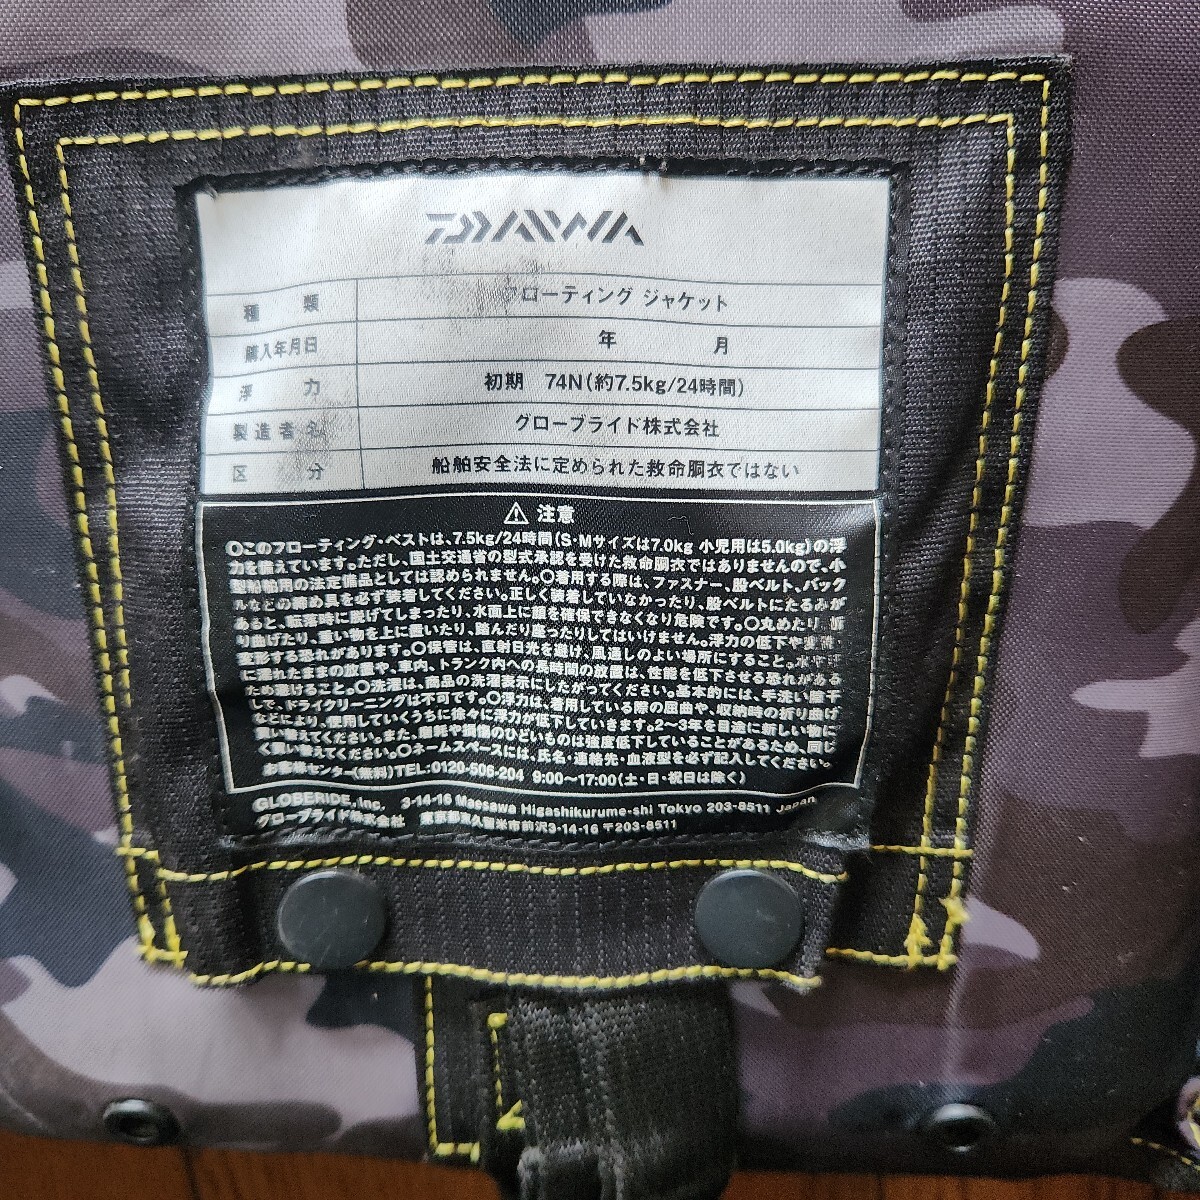 DAIWA
種類 フローティング ジャケット
購入年月日 年 月
浮力 初期 74N(約7.5kg/24時間)
製造者名 グローブライド株式会社
区分 船舶安全法に定められた救命胴衣ではない
⚠ 注意
〇このフローティング・ベストは、7.5kg/24時間(S・Mサイズは7.0kg 小児用は5.0kg)の浮
力を備えています。ただし、国土交通省の型式承認を受けた救命胴衣ではありませんので、小
型船舶用の法定備品としては認められません。〇着用する際は、ファスナー、股ベルト、バック
ルなどの締め具を必ず装着してください。正しく装着していなかったり、股ベルトにたるみが
あると、転落時に脱げてしまったり、水面上に顔を確保できなくなり危険です。〇丸めたり、折
り曲げたり、重い物を上に置いたり、踏んだり座ったりしてはいけません。浮力の低下や破損
変形する恐れがあります。〇保管は、直射日光を避け、風通しのよい場所にすること。水や汗
に濡れたままの放置や、車内、トランク内への長時間の放置は、性能を低下させる恐れがある
ため避けること。〇洗濯は、商品の洗濯表示にしたがってください。基本的には、手洗い陰干
しで、ドライクリーニングは不可です。〇浮力は、着用している際の屈曲や、収納時の折り曲げ
などにより、使用していくうちに徐々に浮力が低下していきます。2〜3年を目途に新しい物に
買い替えてください。また、磨耗や損傷のひどいものは強度低下していることがあるため、同じ
く買い替えてください。〇ネームスペースには、氏名・連絡先・血液型を必ず記入してください。
お客様センター(無料)TEL:0120-506-204 9:00〜17:00(土・日・祝日は除く)
GLOBERIDE, Inc. 3-14-16 Maesawa Higashikurume-shi Tokyo 203-8511 Japan
グローブライド株式会社 東京都東久留米市前沢3-14-16 〒203-8511